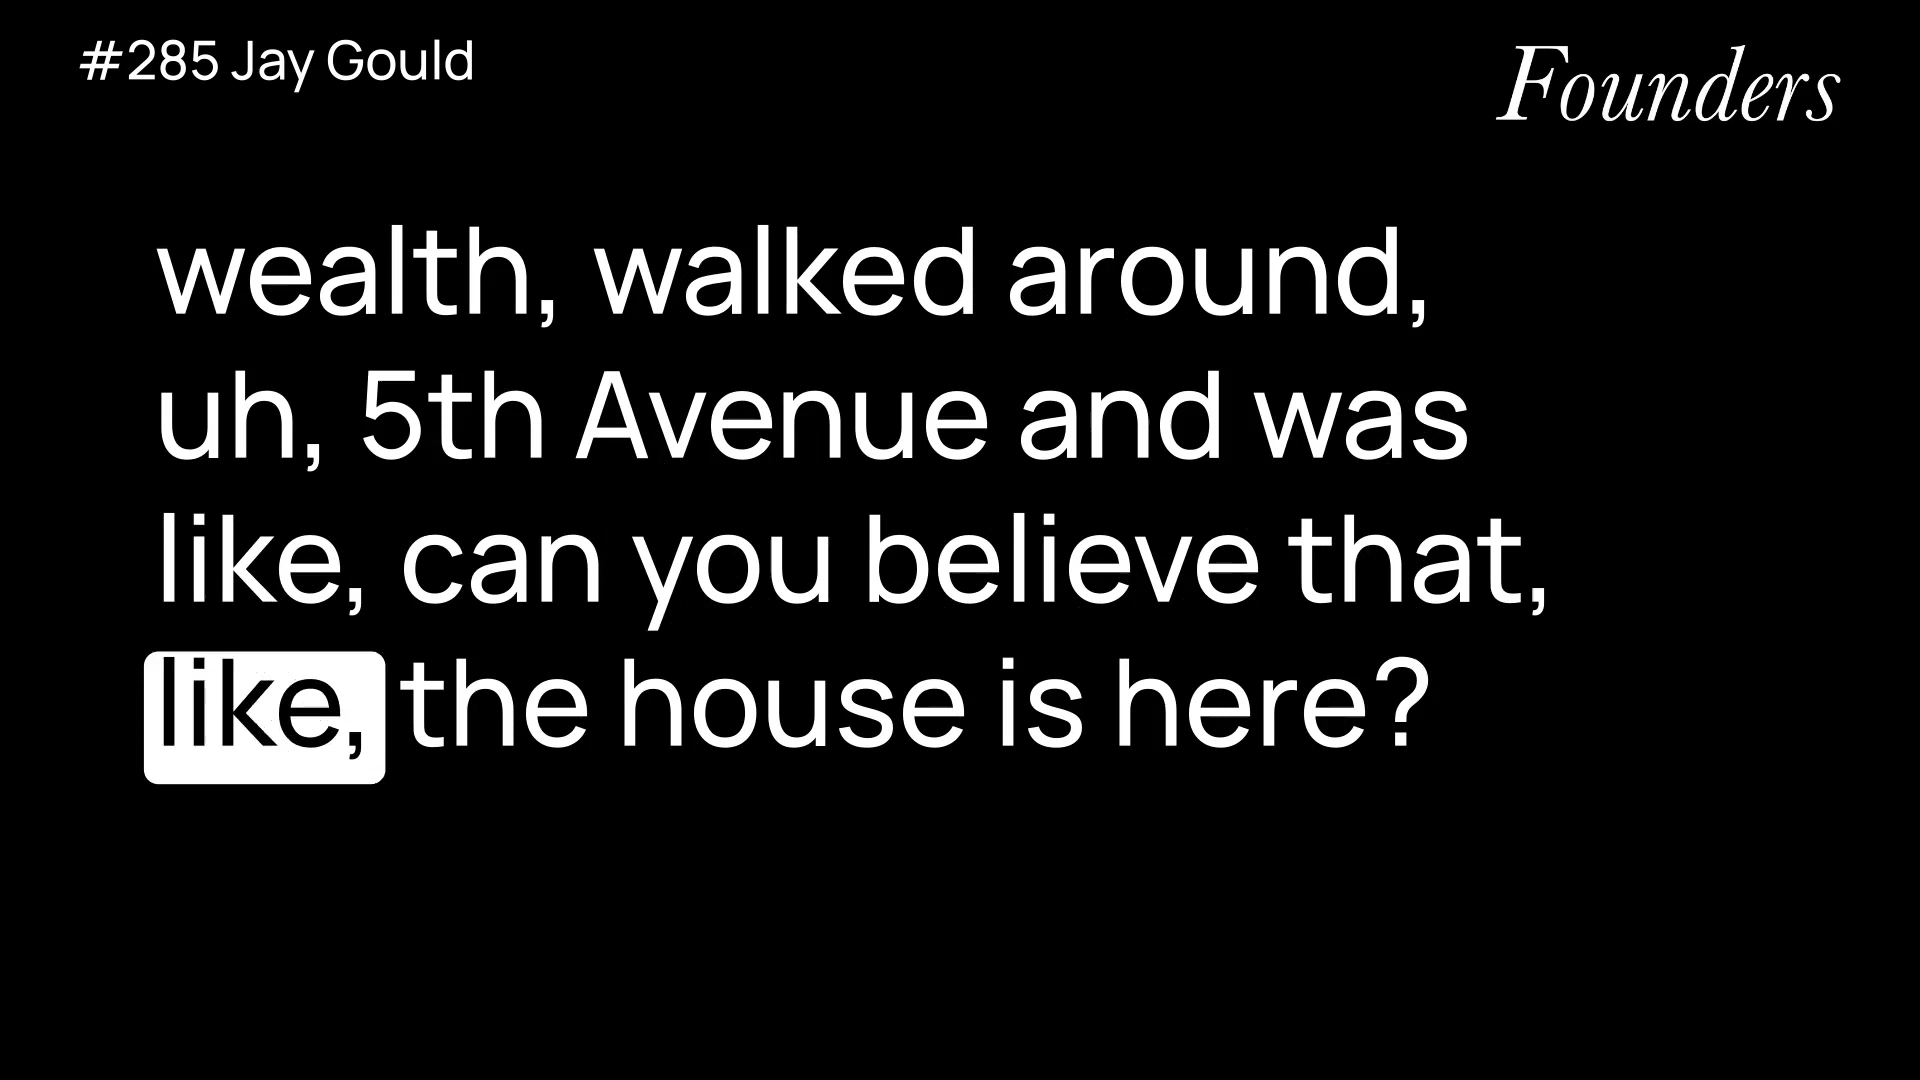 #285 Jay Gould
Founders
wealth, walked around,
uh, 5th Avenue and was
like, can you believe that,
like, the house is here?